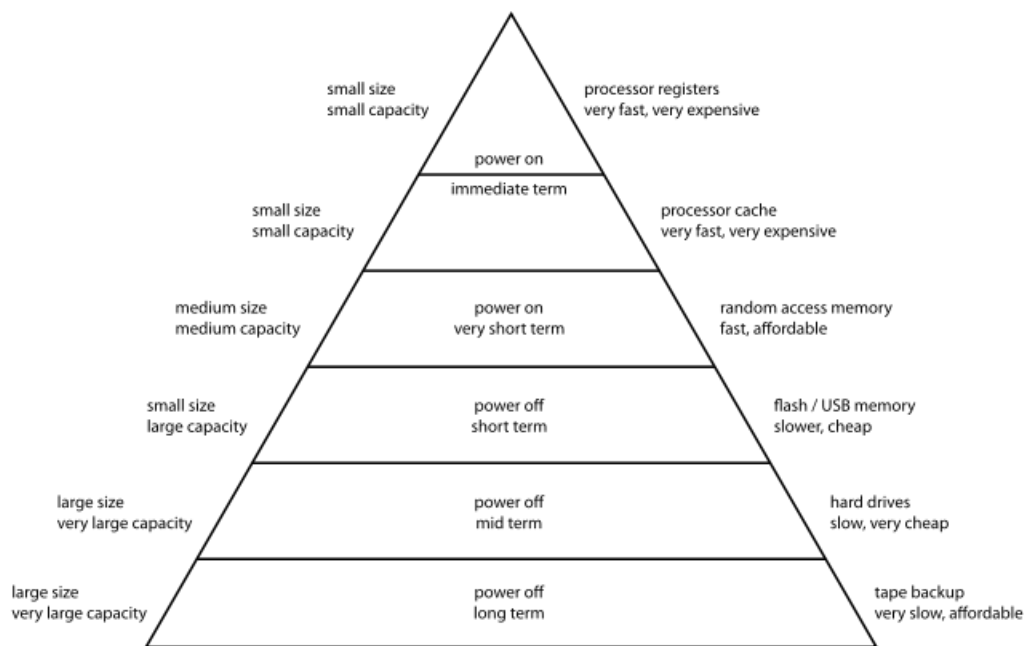 small size
small capacity
processor registers
very fast, very expensive
power on
immediate term
small size
small capacity
processor cache
very fast, very expensive
medium size
medium capacity
power on
very short term
random access memory
fast, affordable
small size
large capacity
power off
short term
flash / USB memory
slower, cheap
large size
very large capacity
power off
mid term
hard drives
slow, very cheap
large size
very large capacity
power off
long term
tape backup
very slow, affordable